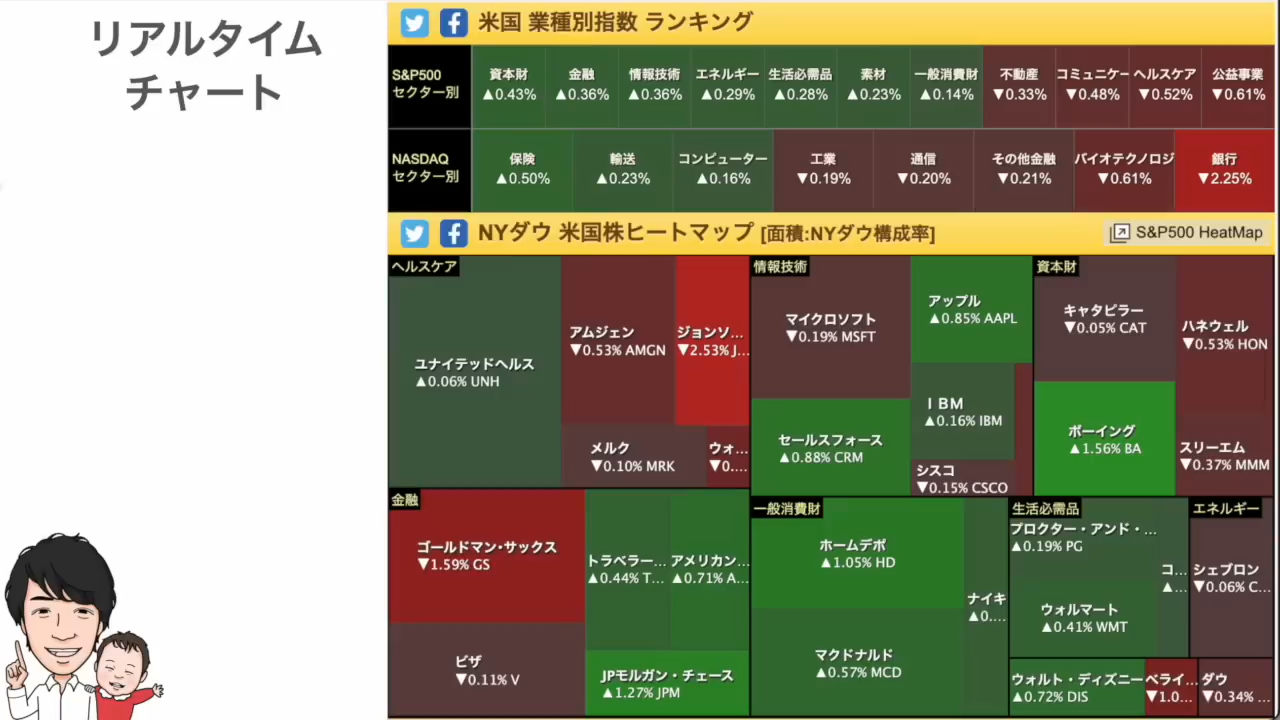 リアルタイム
チャート
米国 業種別指数 ランキング
S&P500
セクター別
資本財
▲0.43%
金融
▲0.36%
情報技術
▲0.36%
エネルギー
▲0.29%
生活必需品
▲0.28%
素材
▲0.23%
一般消費財
▲0.14%
不動産
▼0.33%
コミュニケー
▼0.48%
ヘルスケア
▼0.52%
公益事業
▼0.61%
NASDAQ
セクター別
保険
▲0.50%
輸送
▲0.23%
コンピューター
▲0.16%
工業
▼0.19%
通信
▼0.20%
その他金融
▼0.21%
バイオテクノロジ
▼0.61%
銀行
▼2.25%
NYダウ 米国株ヒートマップ [面積:NYダウ構成率]
S&P500 HeatMap
ヘルスケア
ユナイテッドヘルス
▲0.06% UNH
アムジェン
▼0.53% AMGN
ジョンソ...
▼2.53% J...
メルク
▼0.10% MRK
ウォ...
▼0....
情報技術
マイクロソフト
▼0.19% MSFT
アップル
▲0.85% AAPL
セールスフォース
▲0.88% CRM
ＩＢＭ
▲0.16% IBM
シスコ
▼0.15% CSCO
資本財
キャタピラー
▼0.05% CAT
ハネウェル
▼0.53% HON
ボーイング
▲1.56% BA
スリーエム
▼0.37% MMM
金融
ゴールドマン・サックス
▼1.59% GS
トラベラー...
▲0.44% T...
アメリカン...
▲0.71% A...
ビザ
▼0.11% V
JPモルガン・チェース
▲1.27% JPM
一般消費財
ホームデポ
▲1.05% HD
ナイキ
▲0....
マクドナルド
▲0.57% MCD
生活必需品
プロクター・アンド・...
▲0.19% PG
コ...
▲...
ウォルマート
▲0.41% WMT
エネルギー
シェブロン
▼0.06% C...
ウォルト・ディズニー
▲0.72% DIS
ベライ...
▼1.0...
ダウ
▼0.34% ...